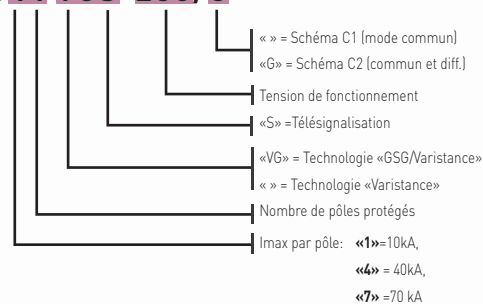 « » = Schéma C1 (mode commun)
«G» = Schéma C2 (commun et diff.)
Tension de fonctionnement
«S» =Télésignalisation
«VG» = Technologie «GSG/Varistance»
« » = Technologie «Varistance»
Nombre de pôles protégés
Imax par pôle: «1»=10kA,
«4» = 40kA,
«7» =70 kA